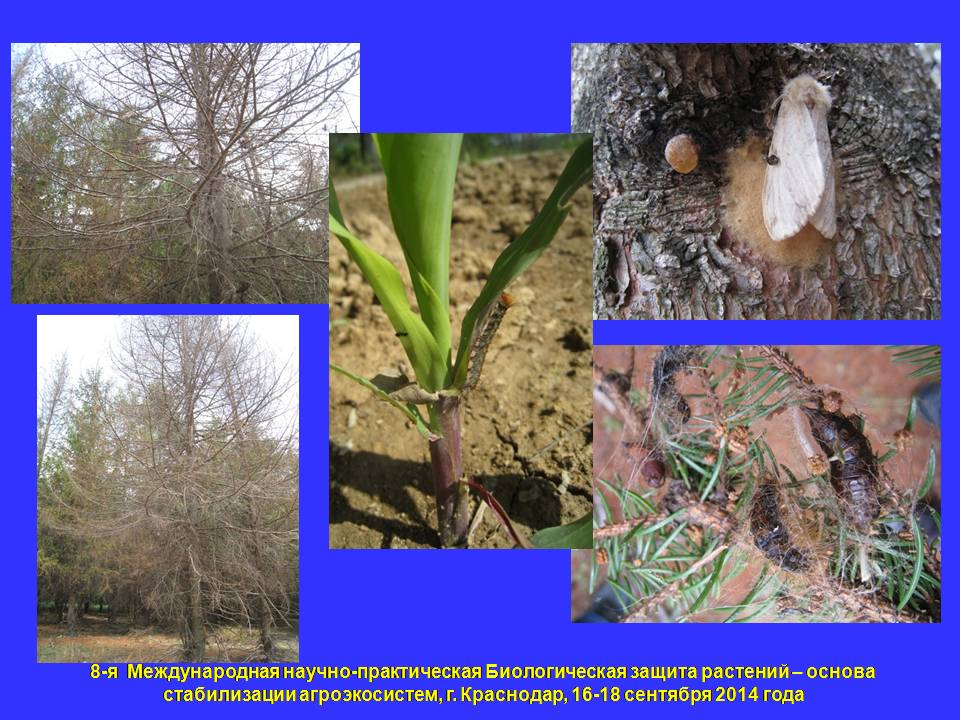 8-я  Международная научно-практическая Биологическая защита растений – основа
стабилизации агроэкосистем, г. Краснодар, 16-18 сентября 2014 года